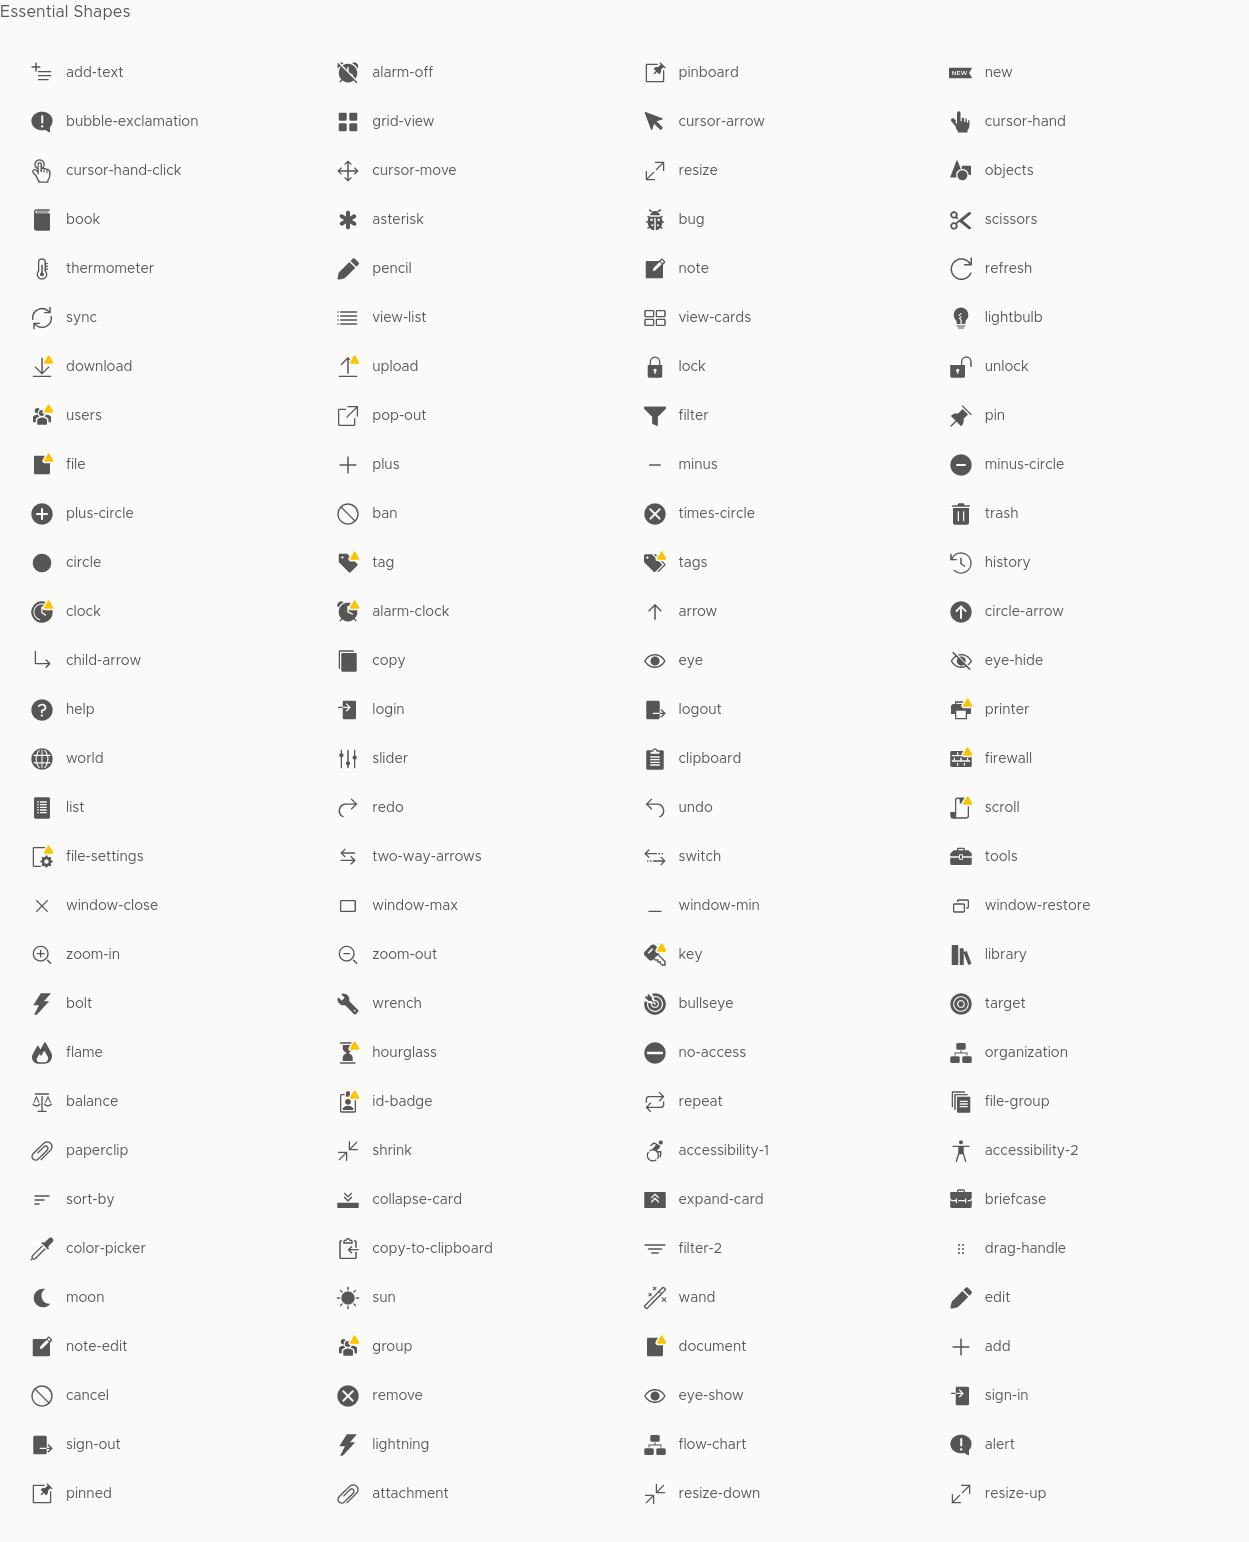 Essential Shapes
add-text alarm-off pinboard NEW new
bubble-exclamation grid-view cursor-arrow cursor-hand
cursor-hand-click cursor-move resize objects
book asterisk bug scissors
thermometer pencil note refresh
sync view-list view-cards lightbulb
download upload lock unlock
users pop-out filter pin
file plus minus minus-circle
plus-circle ban times-circle trash
circle tag tags history
clock alarm-clock arrow circle-arrow
child-arrow copy eye eye-hide
help login logout printer
world slider clipboard firewall
list redo undo scroll
file-settings two-way-arrows switch tools
window-close window-max window-min window-restore
zoom-in zoom-out key library
bolt wrench bullseye target
flame hourglass no-access organization
balance id-badge repeat file-group
paperclip shrink accessibility-1 accessibility-2
sort-by collapse-card expand-card briefcase
color-picker copy-to-clipboard filter-2 drag-handle
moon sun wand edit
note-edit group document add
cancel remove eye-show sign-in
sign-out lightning flow-chart alert
pinned attachment resize-down resize-up